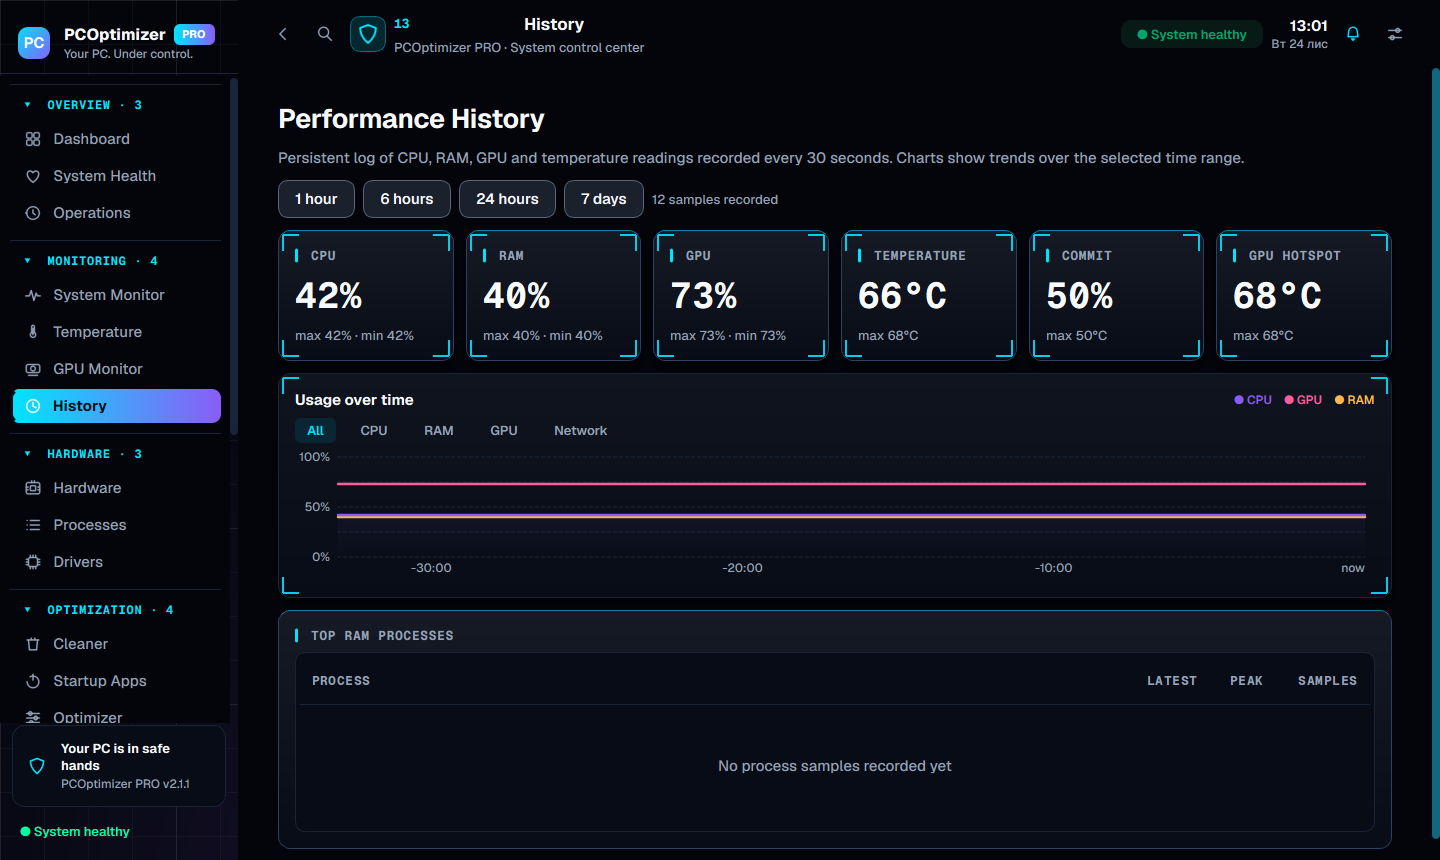 PC
PCOptimizer PRO
Your PC. Under control.
OVERVIEW · 3
Dashboard
System Health
Operations
MONITORING · 4
System Monitor
Temperature
GPU Monitor
History
HARDWARE · 3
Hardware
Processes
Drivers
OPTIMIZATION · 4
Cleaner
Startup Apps
Optimizer
Your PC is in safe
hands
PCOptimizer PRO v2.1.1
System healthy
13
History
PCOptimizer PRO · System control center
System healthy
13:01
Вт 24 лис
Performance History
Persistent log of CPU, RAM, GPU and temperature readings recorded every 30 seconds. Charts show trends over the selected time range.
1 hour 6 hours 24 hours 7 days 12 samples recorded
CPU
42%
max 42% · min 42%
RAM
40%
max 40% · min 40%
GPU
73%
max 73% · min 73%
TEMPERATURE
66°C
max 68°C
COMMIT
50%
max 50°C
GPU HOTSPOT
68°C
max 68°C
Usage over time
CPU GPU RAM
All CPU RAM GPU Network
100%
50%
0%
-30:00 -20:00 -10:00 now
TOP RAM PROCESSES
PROCESS LATEST PEAK SAMPLES
No process samples recorded yet